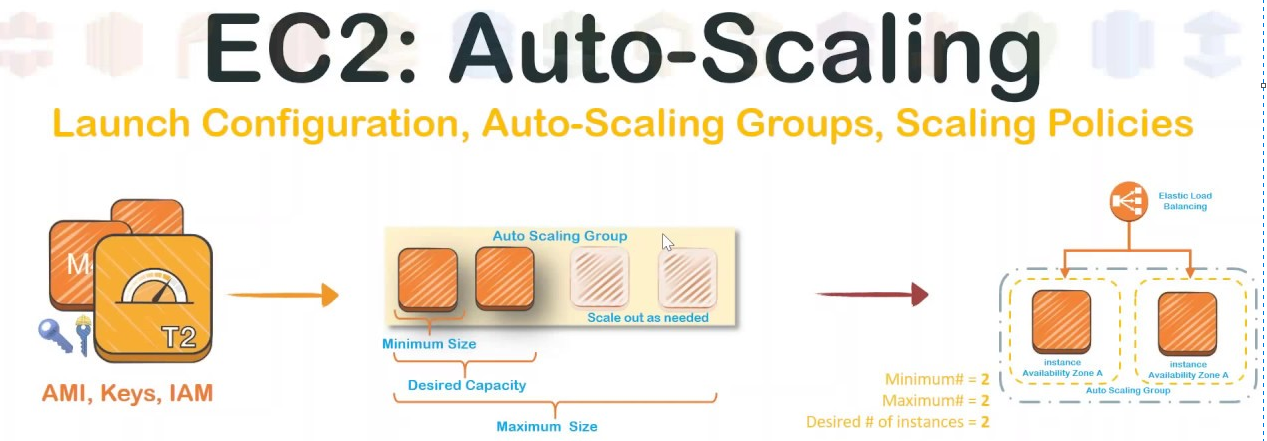 EC2: Auto-Scaling
Launch Configuration, Auto-Scaling Groups, Scaling Policies
T2
AMI, Keys, IAM
Auto Scaling Group
Scale out as needed
Minimum Size
Desired Capacity
Maximum Size
Elastic Load
Balancing
instance
Availability Zone A
instance
Availability Zone A
Auto Scaling Group
Minimum# = 2
Maximum# = 2
Desired # of instances = 2